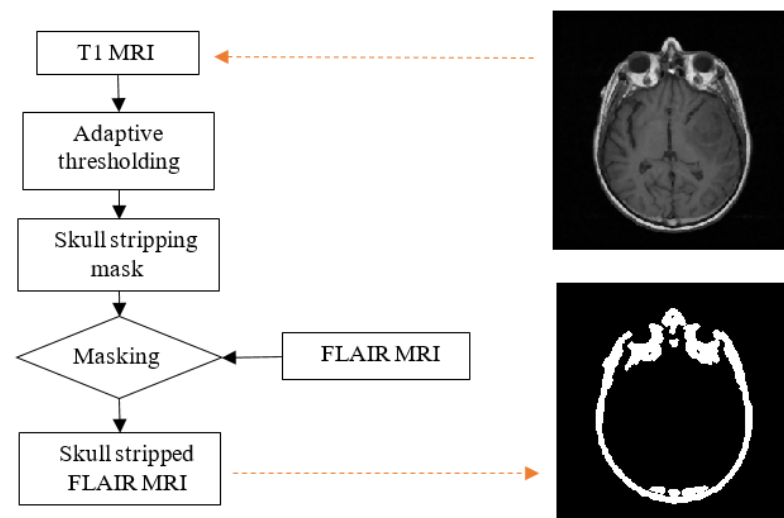 T1 MRI
Adaptive
thresholding
Skull stripping
mask
Masking
FLAIR MRI
Skull stripped
FLAIR MRI